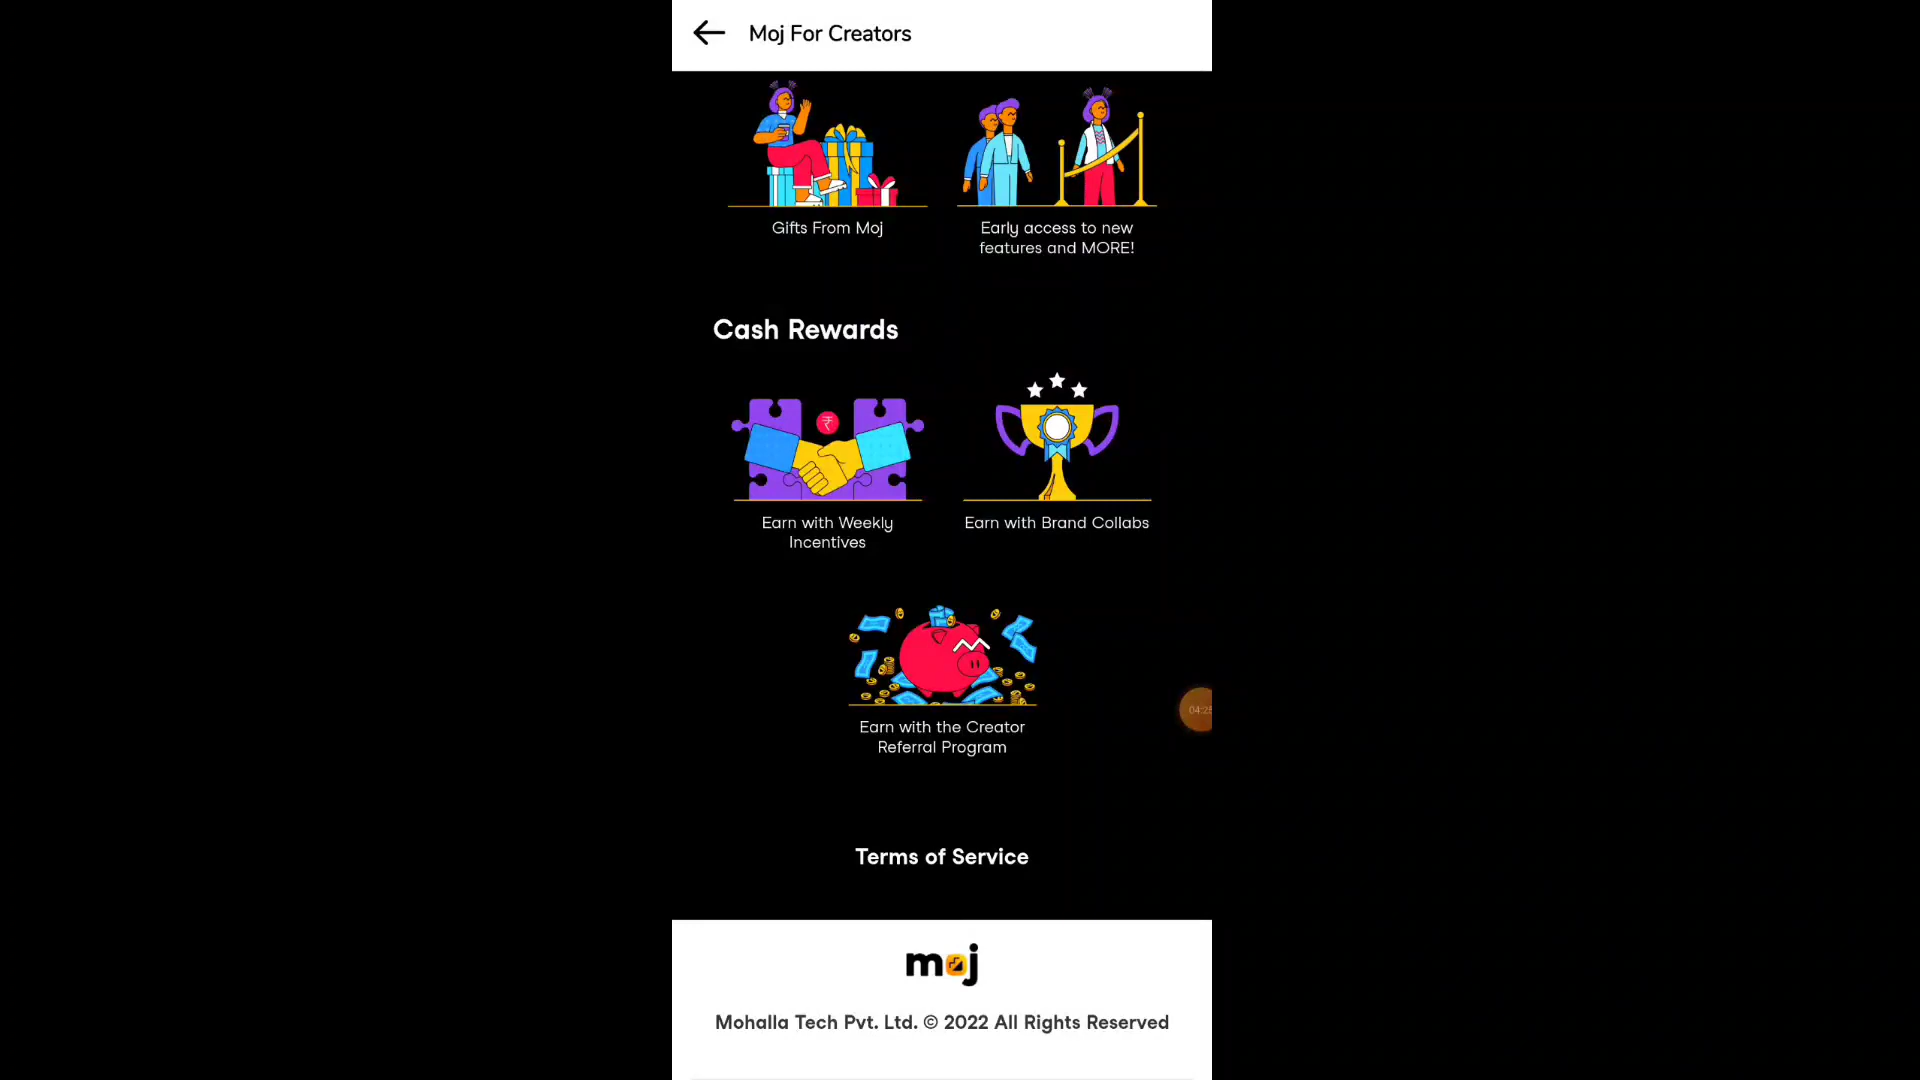 Moj For Creators
Gifts From Moj
Early access to new
features and MORE!
Cash Rewards
₹
Earn with Weekly
Incentives
Earn with Brand Collabs
Earn with the Creator
Referral Program
Terms of Service
moj
Mohalla Tech Pvt. Ltd. © 2022 All Rights Reserved